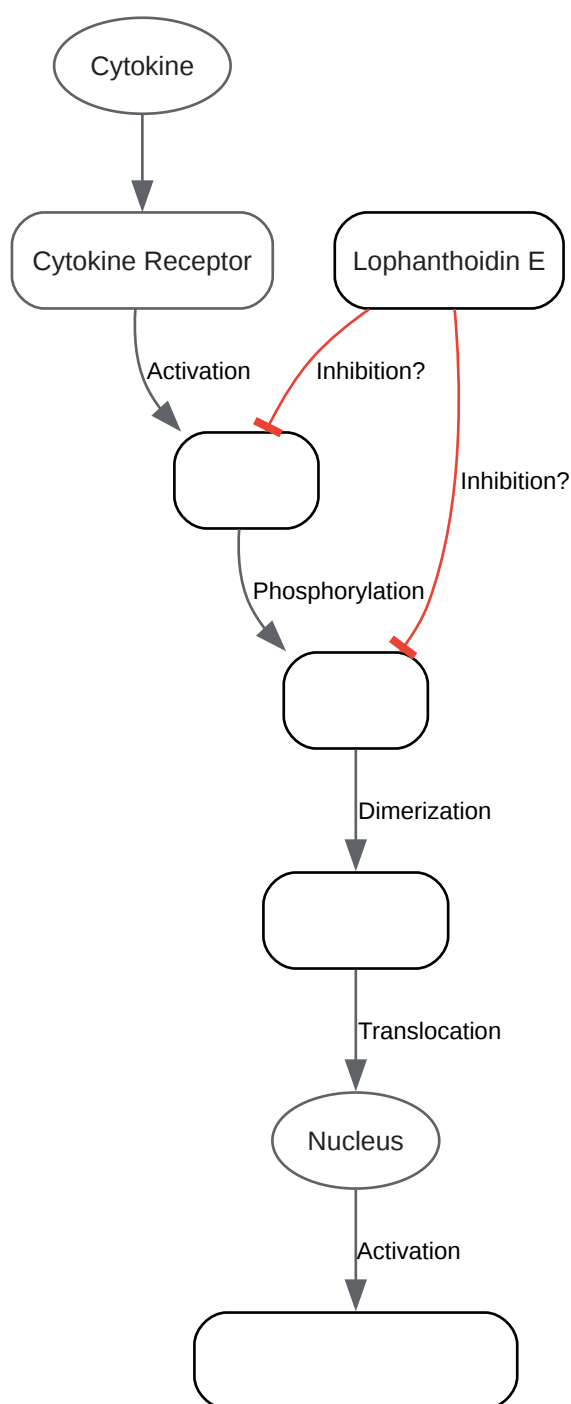 Cytokine
Cytokine Receptor
Lophanthoidin E
Activation
Inhibition?
Inhibition?
Phosphorylation
Dimerization
Translocation
Nucleus
Activation